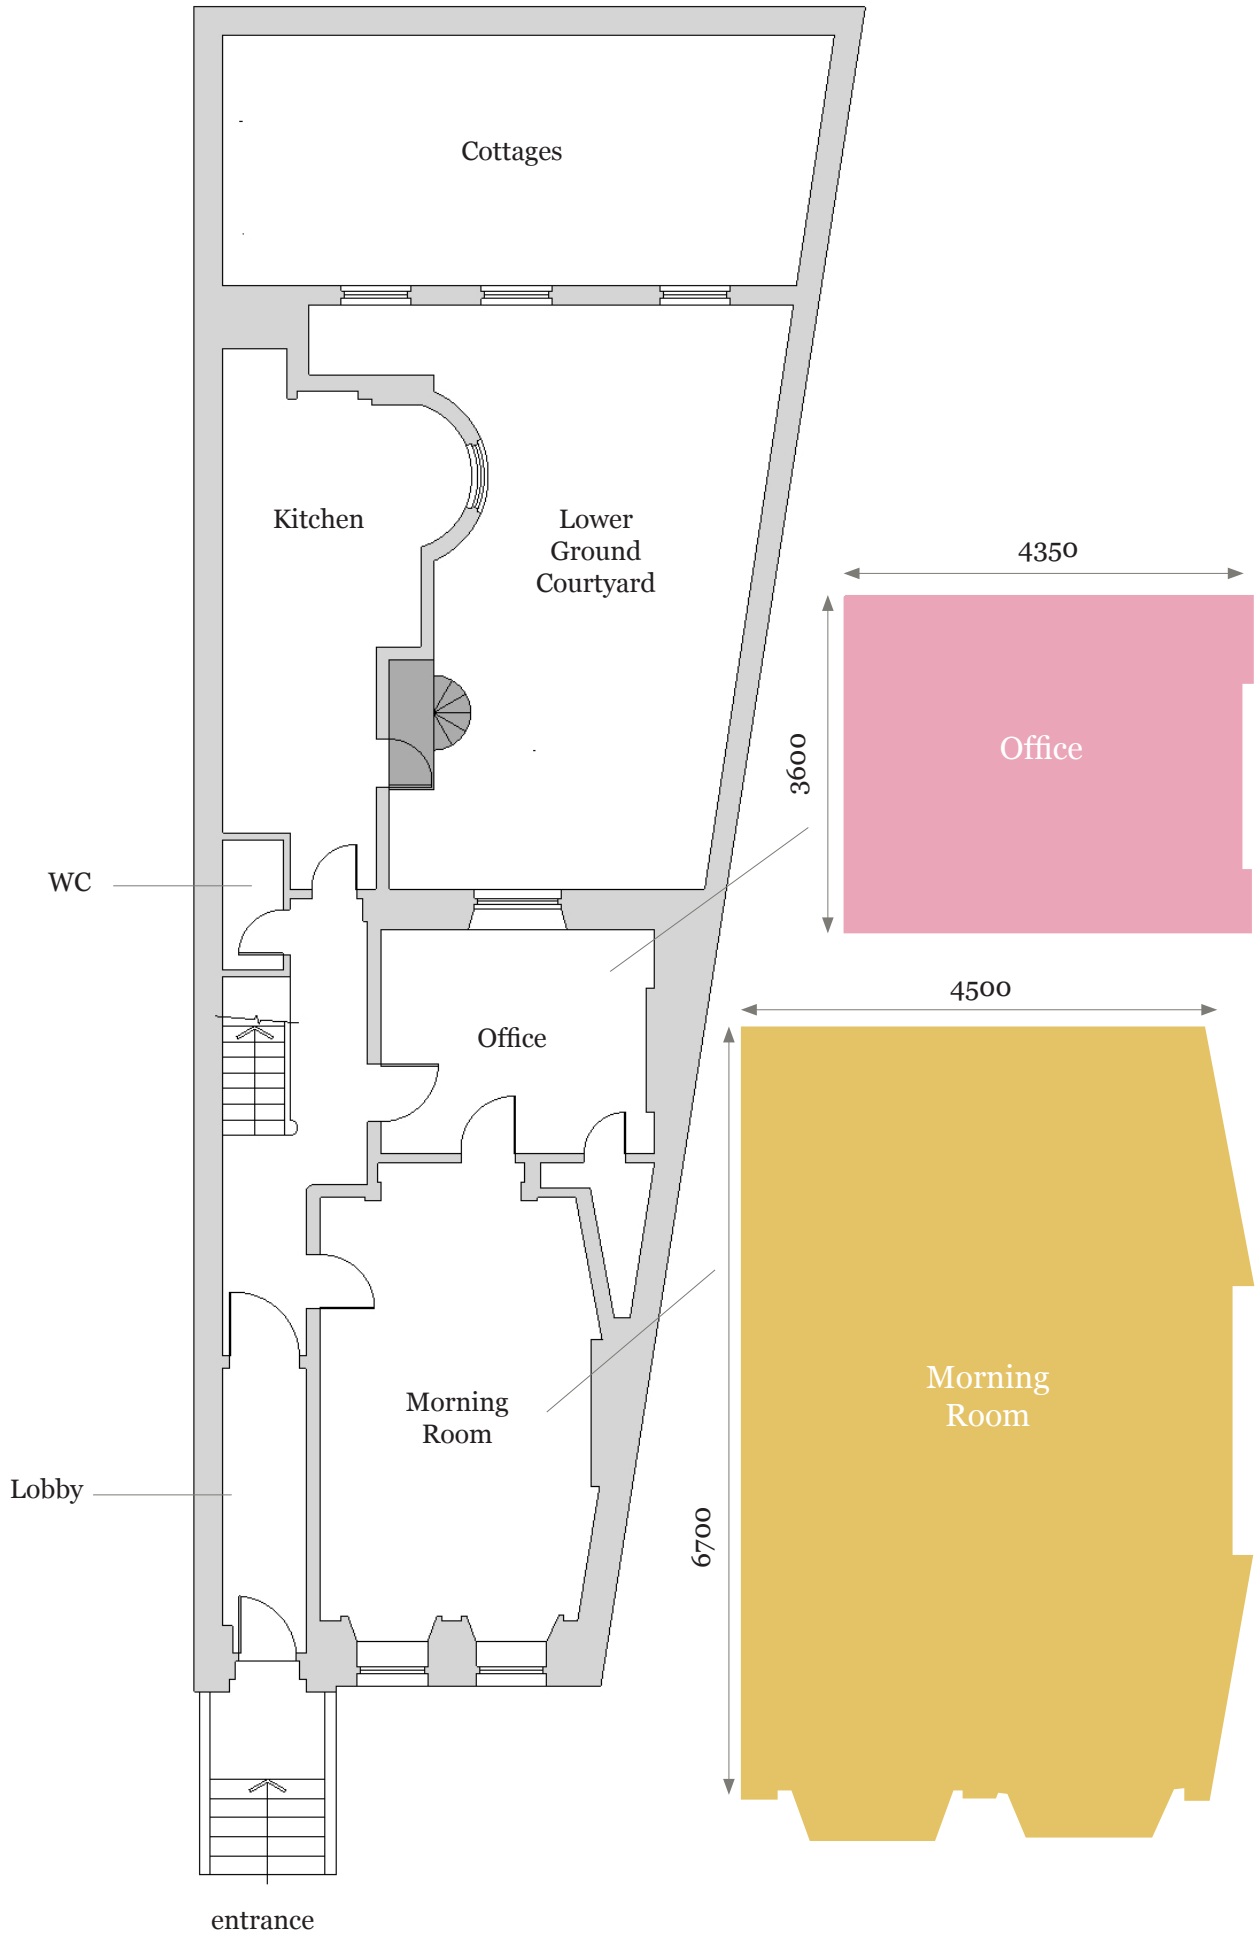 Cottages
Kitchen
Lower
Ground
Courtyard
4350
3600
Office
WC
4500
Office
Morning
Room
Morning
Room
Lobby
6700
entrance